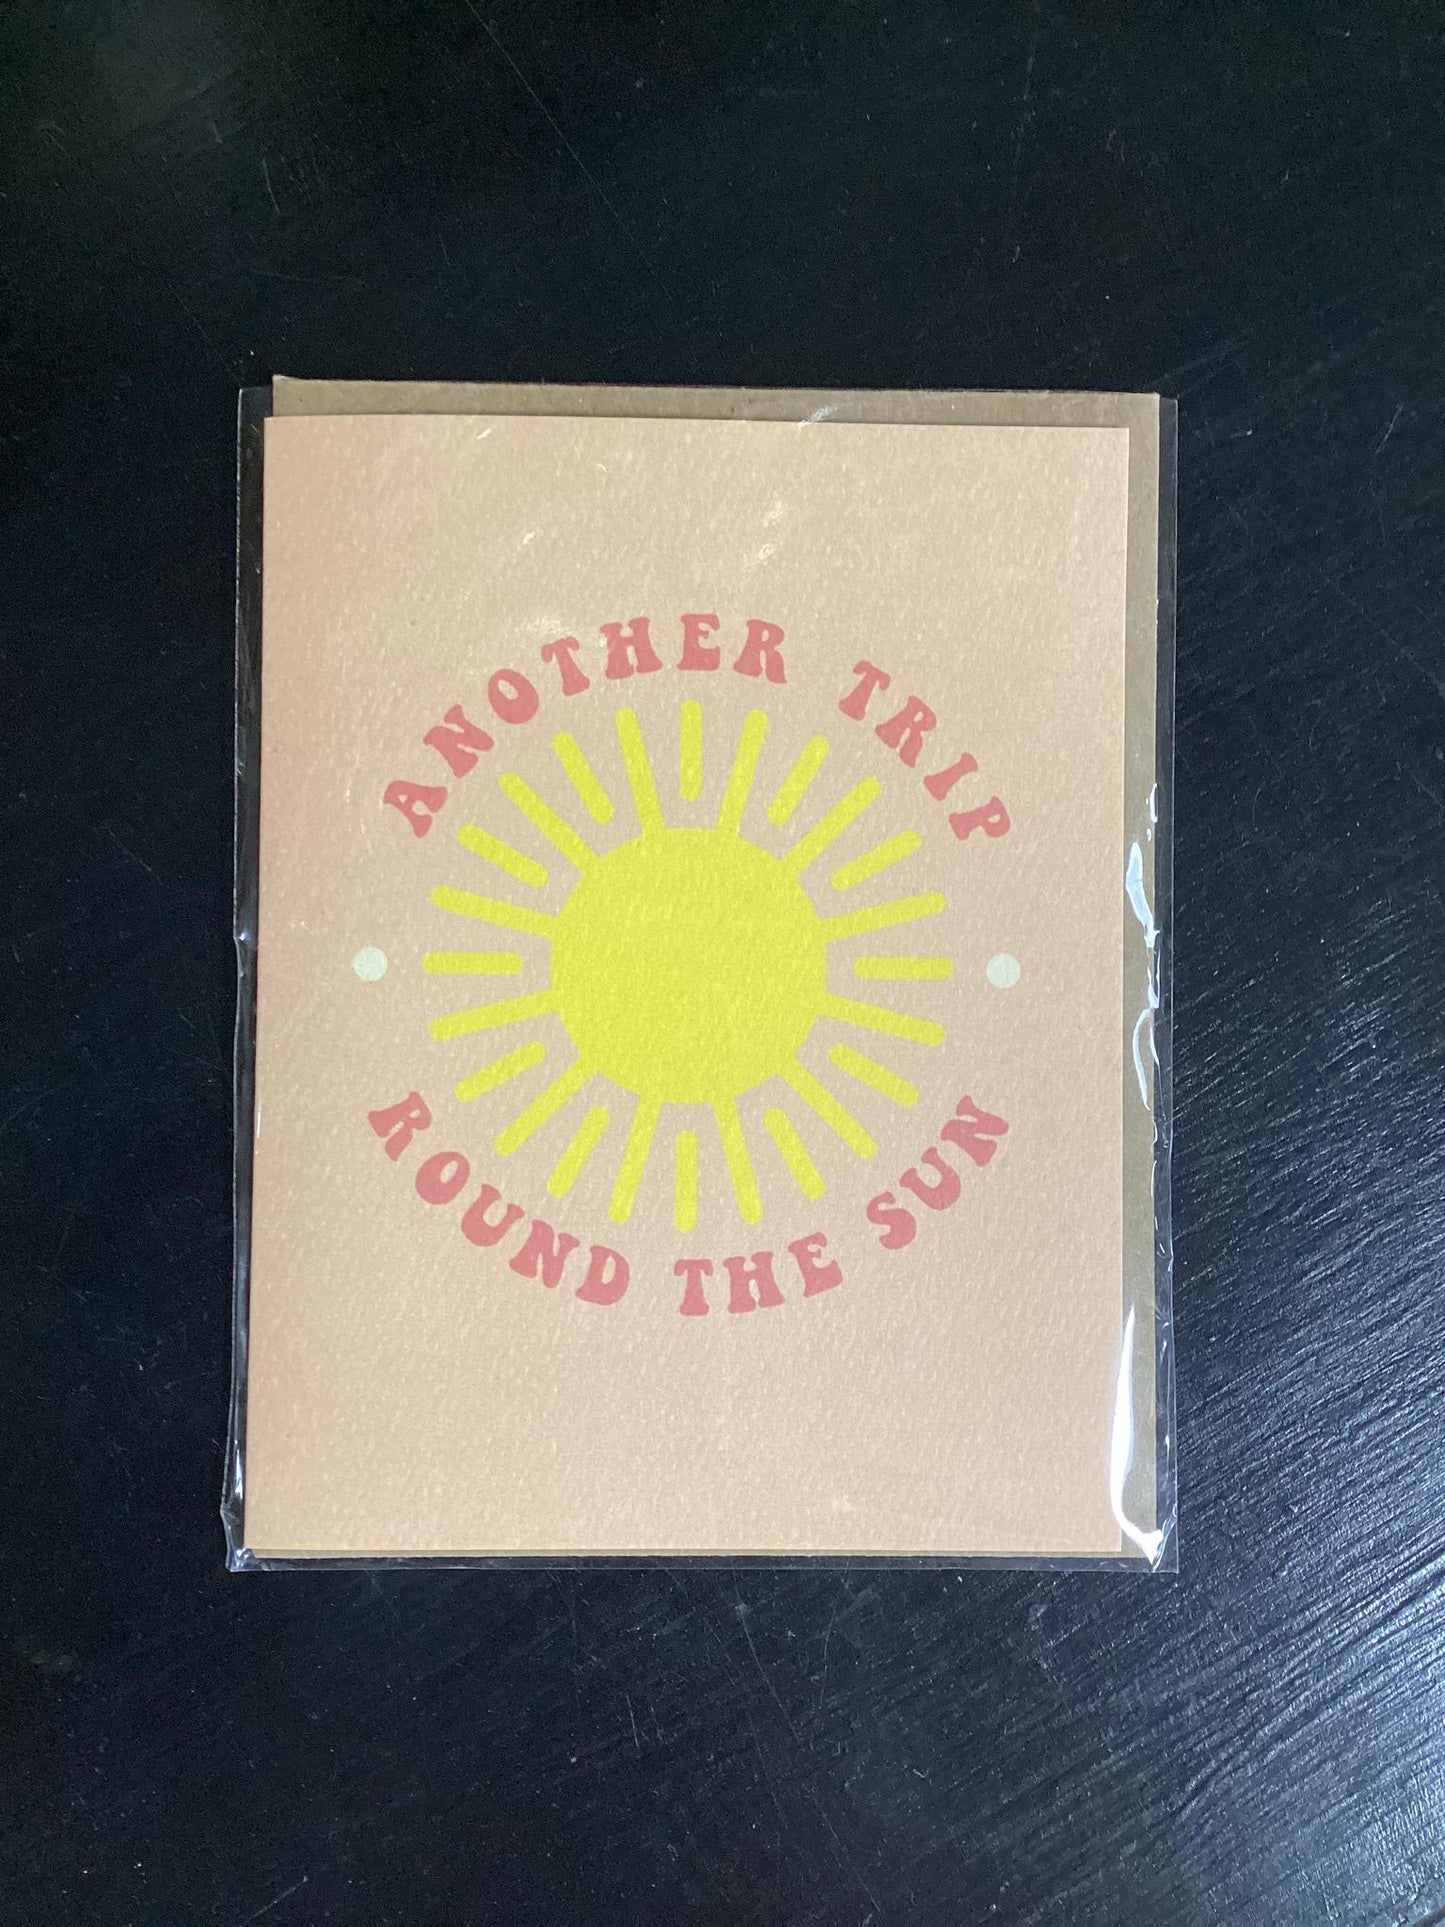 ANOTHER TRIP
ROUND THE SUN